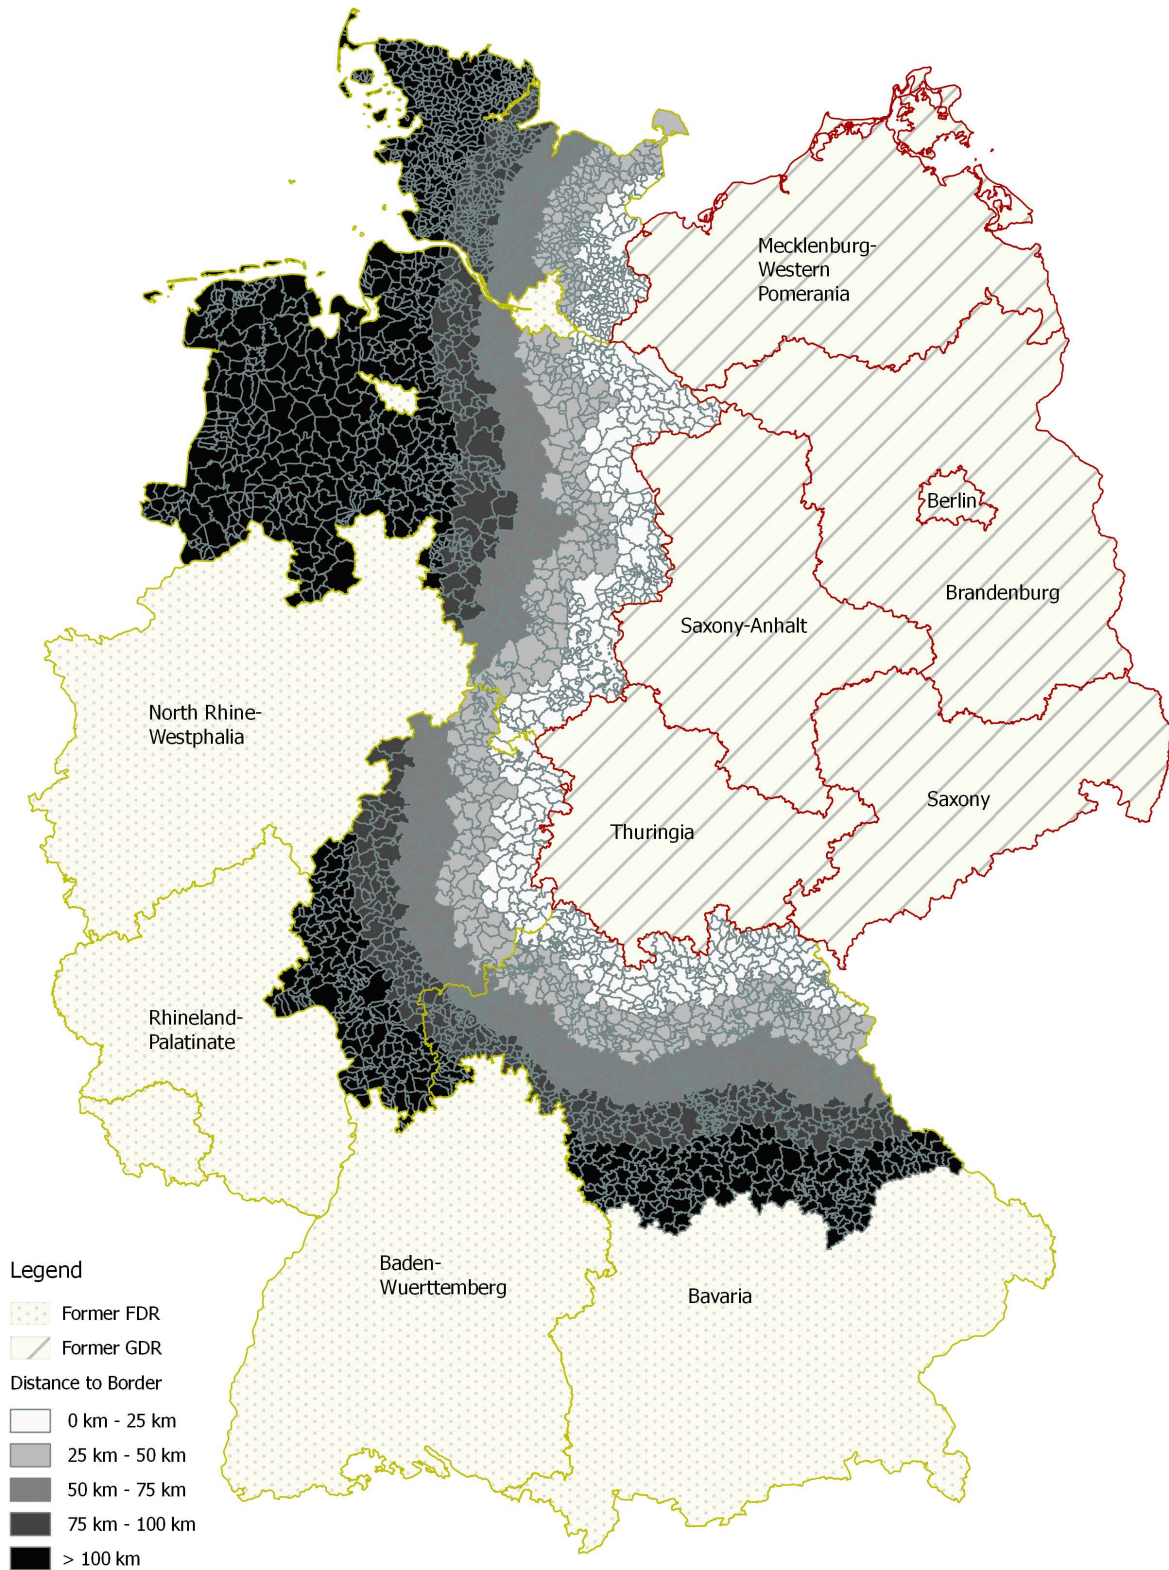 Mecklenburg-
Western
Pomerania
Berlin
Brandenburg
Saxony-Anhalt
North Rhine-
Westphalia
Saxony
Thuringia
Rhineland-
Palatinate
Baden-
Wuerttemberg
Bavaria
Legend
Former FDR
Former GDR
Distance to Border
0 km - 25 km
25 km - 50 km
50 km - 75 km
75 km - 100 km
> 100 km